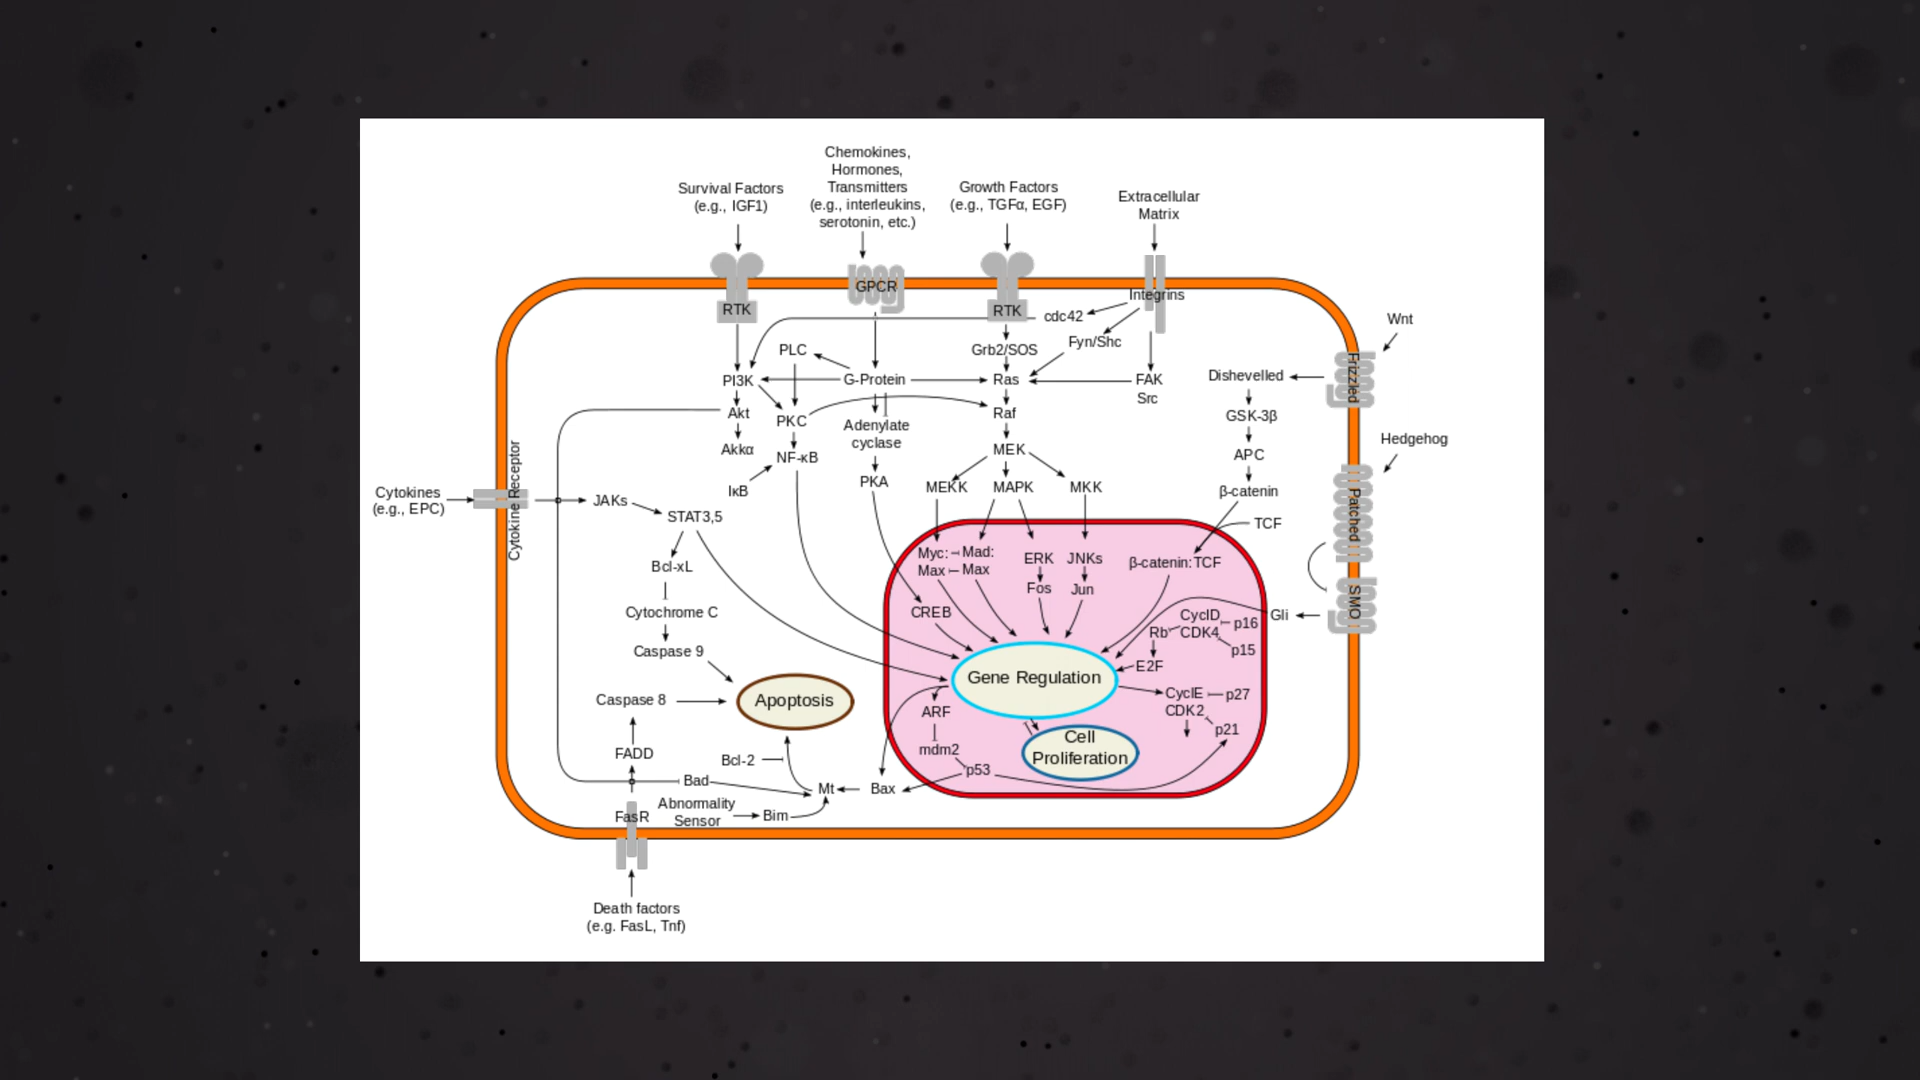 Chemokines,
Hormones,
Transmitters
(e.g., interleukins,
serotonin, etc.)
Survival Factors
(e.g., IGF1)
Growth Factors
(e.g., TGFα, EGF)
Extracellular
Matrix
RTK
GPCR
RTK
Integrins
cdc42
Fyn/Shc
Wnt
Frizzled
PLC
Grb2/SOS
PI3K
G-Protein
Ras
FAK
Src
Dishevelled
Akt
PKC
Raf
GSK-3β
Adenylate
cyclase
Akkα
NF-κB
MEK
APC
Hedgehog
Patched
IκB
PKA
MEKK
MAPK
MKK
β-catenin
TCF
Cytokines
(e.g., EPC)
Cytokine Receptor
JAKs
STAT3,5
Myc:
Max
Mad:
Max
ERK
JNKs
β-catenin:TCF
Bcl-xL
Fos
Jun
CREB
Cytochrome C
CyclD
CDK4
p16
Rb
p15
Gli
SMO
Caspase 9
E2F
Gene Regulation
Caspase 8
Apoptosis
CyclE
CDK2
p27
p21
ARF
mdm2
Cell
Proliferation
p53
FADD
Bcl-2
Bad
Mt
Bax
Abnormality
Sensor
Bim
FasR
Death factors
(e.g. FasL, Tnf)